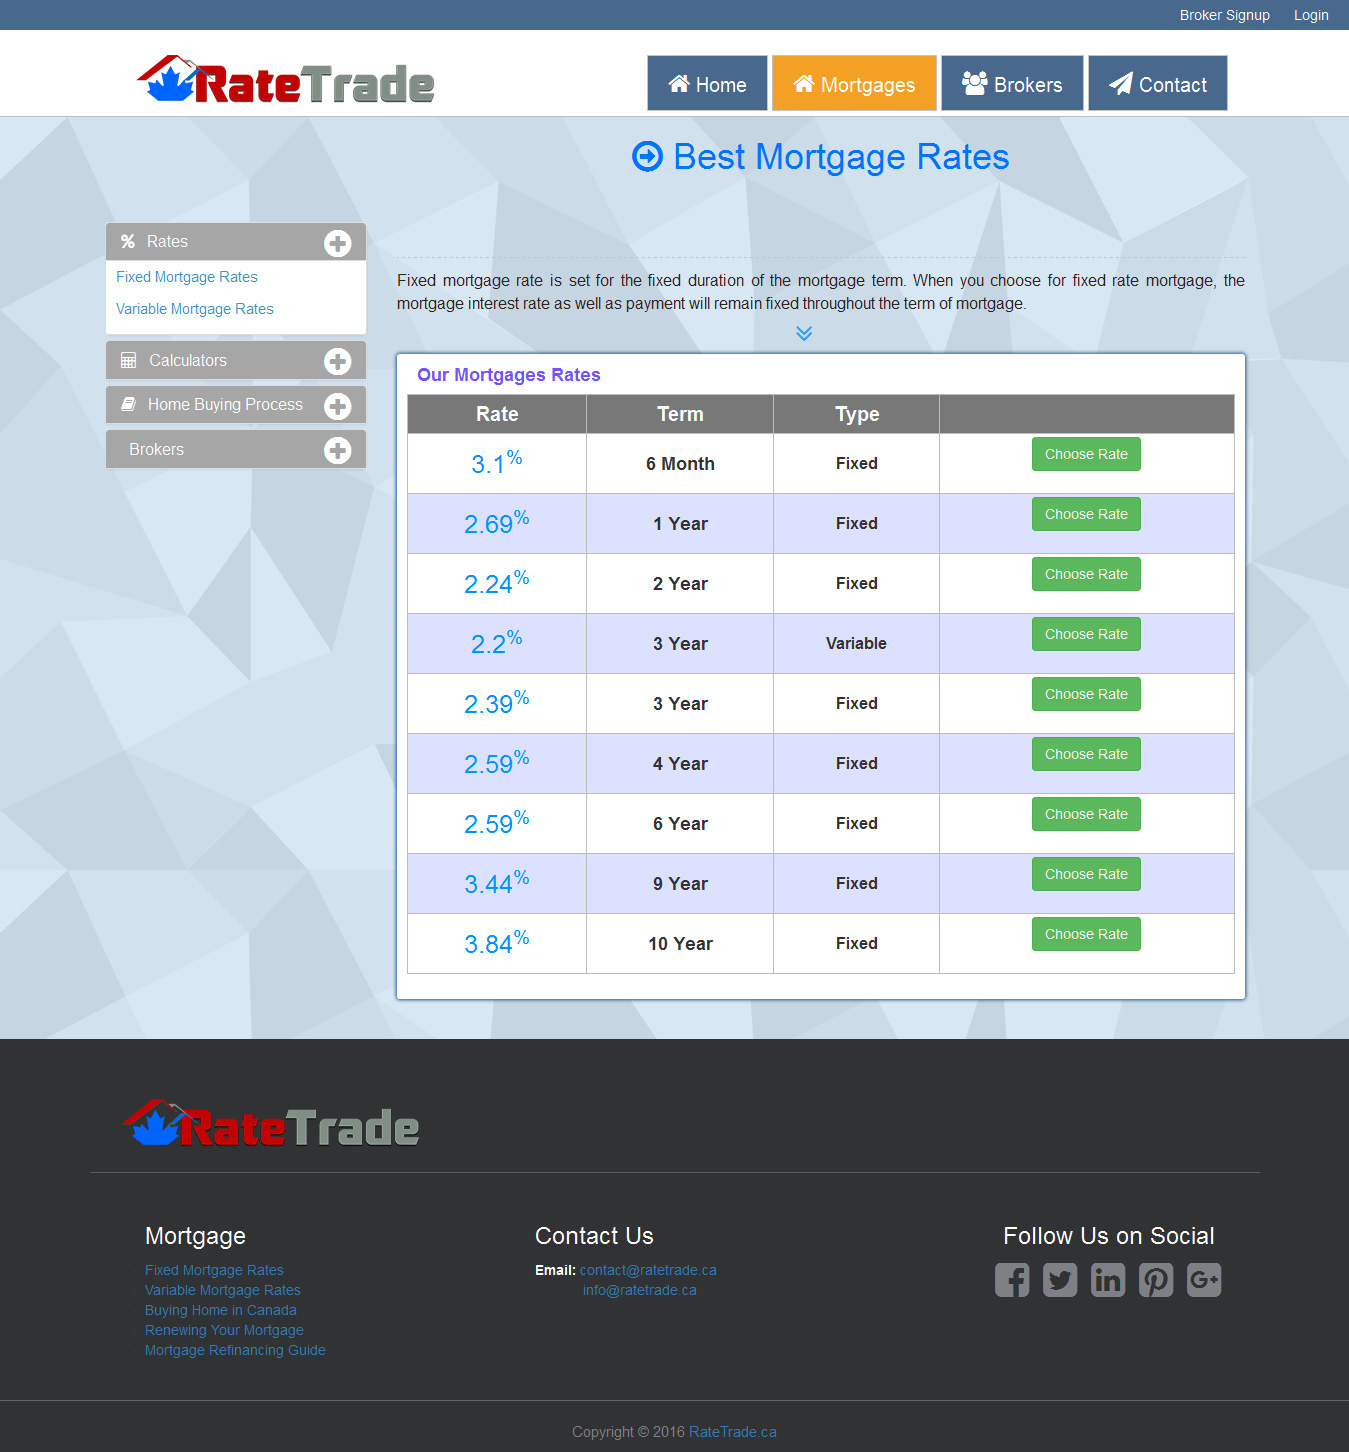 Broker Signup Login
RateTrade
Home Mortgages Brokers Contact
Best Mortgage Rates
Rates
Fixed Mortgage Rates
Variable Mortgage Rates
Calculators
Home Buying Process
Brokers
Fixed mortgage rate is set for the fixed duration of the mortgage term. When you choose for fixed rate mortgage, the
mortgage interest rate as well as payment will remain fixed throughout the term of mortgage.
Our Mortgages Rates
Rate Term Type
3.1% 6 Month Fixed Choose Rate
2.69% 1 Year Fixed Choose Rate
2.24% 2 Year Fixed Choose Rate
2.2% 3 Year Variable Choose Rate
2.39% 3 Year Fixed Choose Rate
2.59% 4 Year Fixed Choose Rate
2.59% 6 Year Fixed Choose Rate
3.44% 9 Year Fixed Choose Rate
3.84% 10 Year Fixed Choose Rate
RateTrade
Mortgage
Fixed Mortgage Rates
Variable Mortgage Rates
Buying Home in Canada
Renewing Your Mortgage
Mortgage Refinancing Guide
Contact Us
Email: contact@ratetrade.ca
info@ratetrade.ca
Follow Us on Social
Copyright © 2016 RateTrade.ca